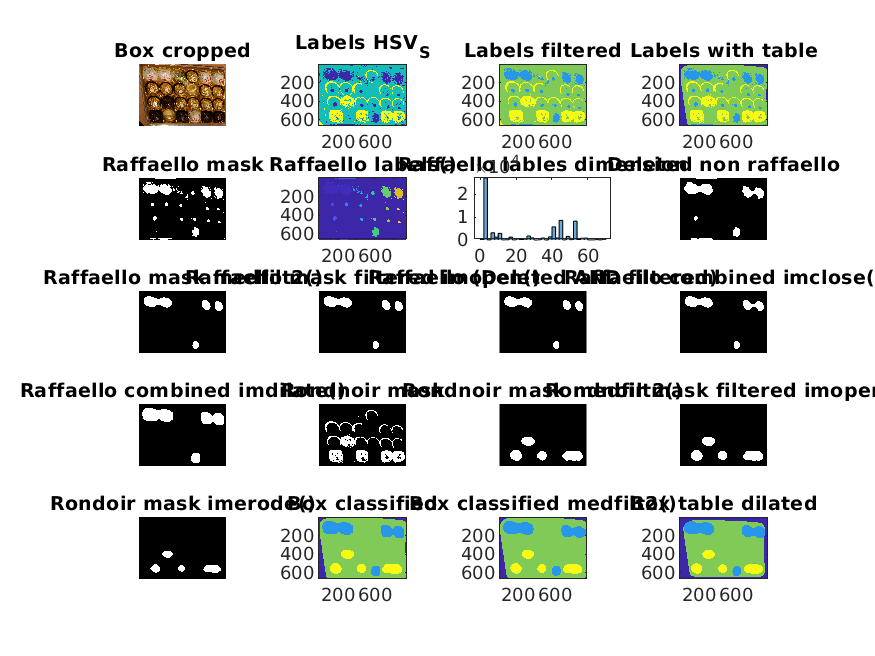 Box cropped
Labels HSV_S
Labels filtered
Labels with table
200
400
600
200 600
200
400
600
200 600
200
400
600
200 600
Raffaello mask
Raffaello labels()
Raffaello lables dimension
Deleted non raffaello
200
400
600
200 600
×10⁴
2
1
0
0 20 40 60
Raffaello mask medfilt2()
Raffaello mask filtered imopen()
Raffaello (Deleted AND filtered)
Raffaello combined imclose(
Raffaello combined imdilate()
Rondnoir mask
Rondnoir mask medfilt2()
Rondnoir mask filtered imope
Rondoir mask imerode()
Box classified
Box classified medfilt2()
Box table dilated
200
400
600
200 600
200
400
600
200 600
200
400
600
200 600